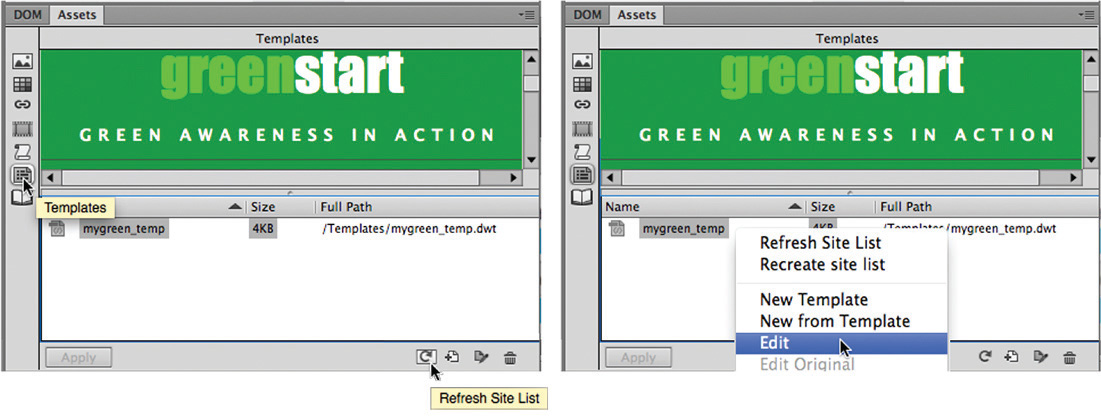 DOM Assets
Templates
greenstart
GREEN AWARENESS IN ACTION
Templates
Size Full Path
mygreen_temp 4KB /Templates/mygreen_temp.dwt
Apply
Refresh Site List
DOM Assets
Templates
greenstart
GREEN AWARENESS IN ACTION
Name Size Full Path
mygreen_temp 4KB /Templates/mygreen_temp.dwt
Refresh Site List
Recreate site list
New Template
New from Template
Edit
Edit Original
Apply